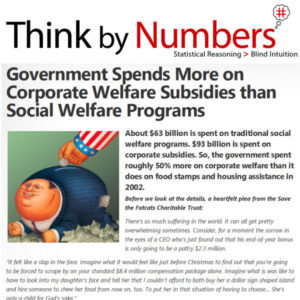 Think by Numbers
Statistical Reasoning > Blind Intuition
Government Spends More on
Corporate Welfare Subsidies than
Social Welfare Programs
About $63 billion is spent on traditional social
welfare programs. $93 billion is spent on
corporate subsidies. So, the government spent
roughly 50% more on corporate welfare than it
does on food stamps and housing assistance in
2002.
Before we look at the details, a heartfelt plea from the Save
the Fatcats Charitable Trust:
There's so much suffering in the world. It can all get pretty
overwhelming sometimes. Consider, for a moment the sorrow in
the eyes of a CEO who's just found out that his end-of-year bonus
is only going to be a paltry $2.3 million.
"It felt like a slap in the face. Imagine what it would feel like just before Christmas to find out that you're going
to be forced to scrape by on your standard $8.4 million compensation package alone. Imagine what is was like to
have to look into my daughter's face and tell her that I couldn't afford to both buy her a dollar sign shaped island
and hire someone to chew her food from now on, too. To put her in that situation of having to choose... She's
only a child for God's sake."